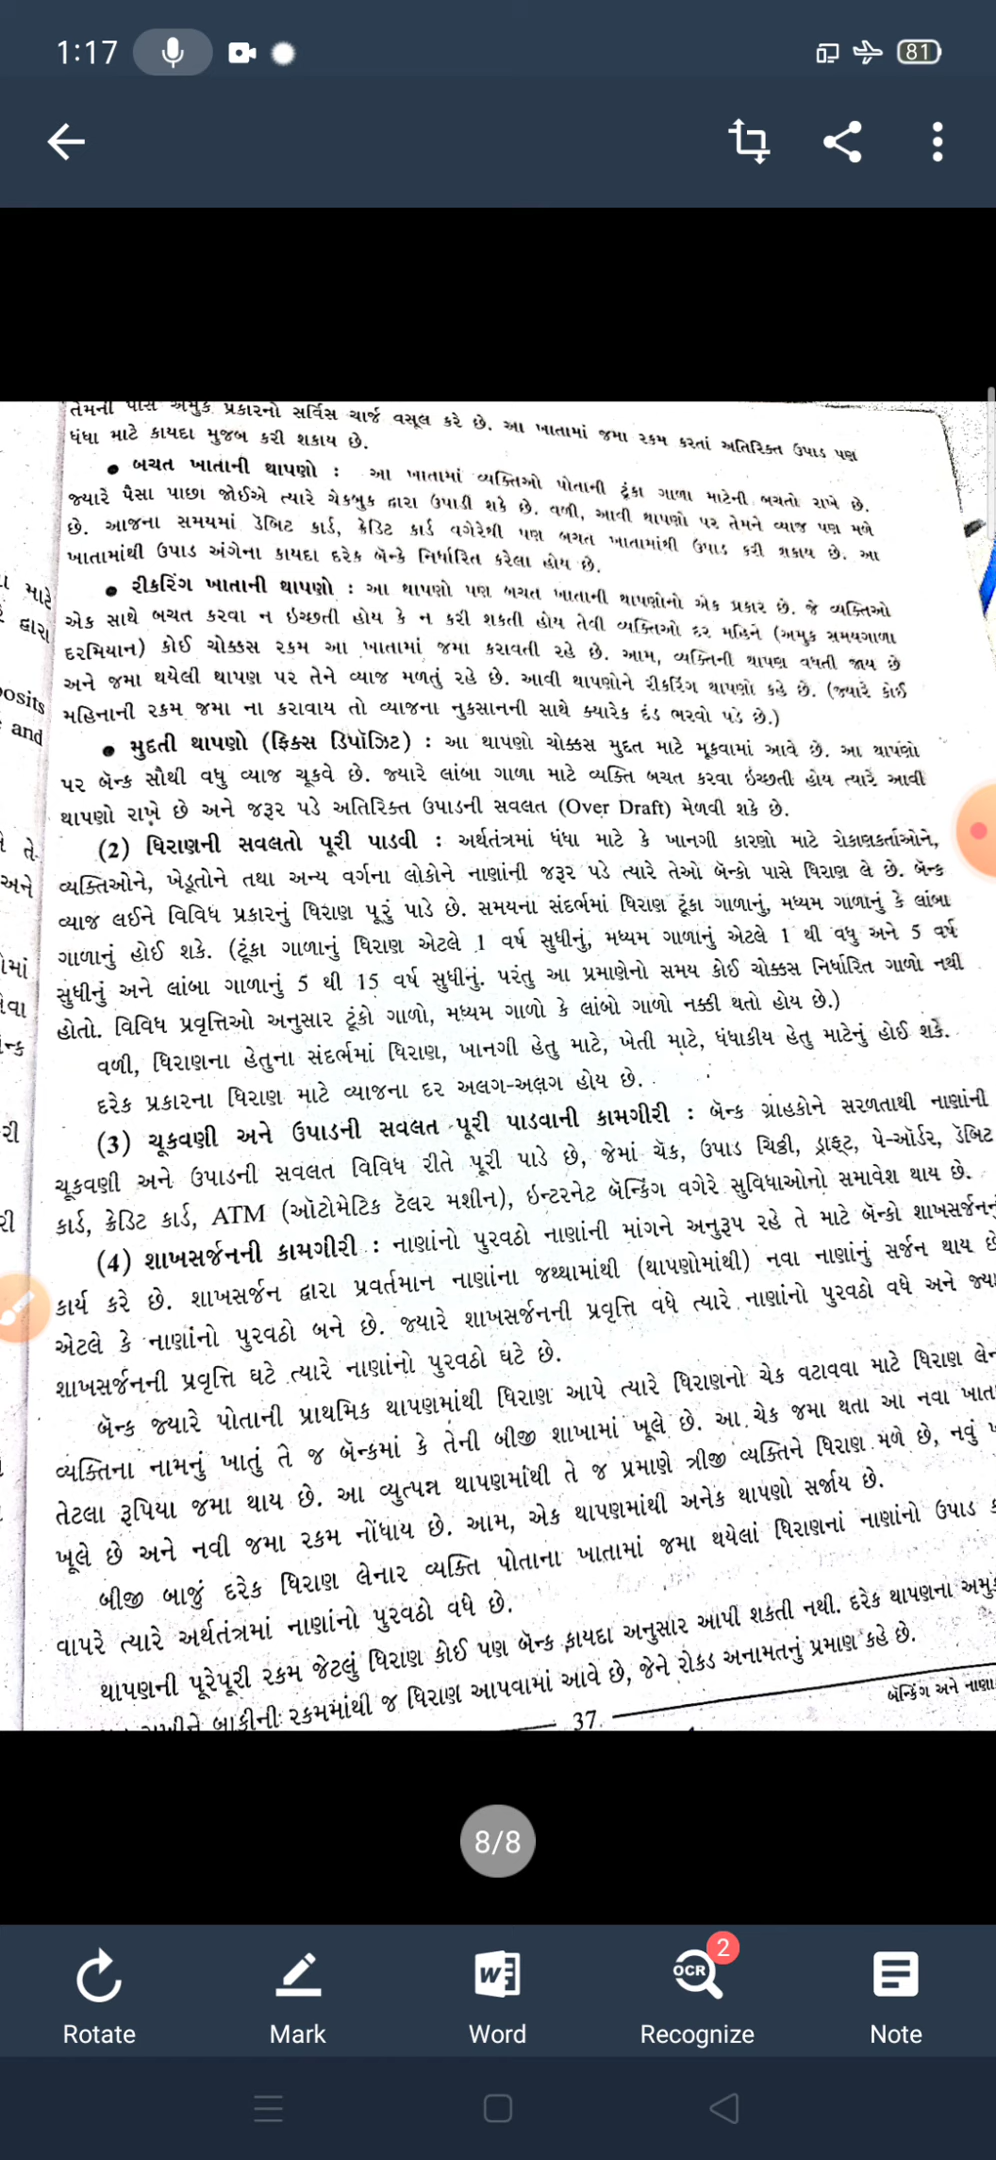 1:17
81
તેમની પાસે અમુક પ્રકારનો સર્વિસ ચાર્જ વસૂલ કરે છે. આ ખાતામાં જમા રકમ કરતાં અતિરિક્ત ઉપાડ પણ
ધંધા માટે કાયદા મુજબ કરી શકાય છે.
• બચત ખાતાની થાપણો : આ ખાતામાં વ્યક્તિઓ પોતાની ટૂંકા ગાળા માટેની બચતો રાખે છે.
જ્યારે પૈસા પાછા જોઈએ ત્યારે ચેકબુક દ્વારા ઉપાડી શકે છે. વળી, આવી થાપણો પર તેમને વ્યાજ પણ મળે
છે. આજના સમયમાં ડૅબિટ કાર્ડ, ક્રેડિટ કાર્ડ વગેરેથી પણ બચત ખાતામાંથી ઉપાડ કરી શકાય છે. આ
ખાતામાંથી ઉપાડ અંગેના કાયદા દરેક બૅન્કે નિર્ધારિત કરેલા હોય છે.
• રીકરિંગ ખાતાની થાપણો : આ થાપણો પણ બચત ખાતાની થાપણોનો એક પ્રકાર છે. જે વ્યક્તિઓ
એક સાથે બચત કરવા ન ઇચ્છતી હોય કે ન કરી શકતી હોય તેવી વ્યક્તિઓ દર મહિને (અમુક સમયગાળા
દરમિયાન) કોઈ ચોક્કસ રકમ આ ખાતામાં જમા કરાવતી રહે છે. આમ, વ્યક્તિની થાપણ વધતી જાય છે
અને જમા થયેલી થાપણ પર તેને વ્યાજ મળતું રહે છે. આવી થાપણોને રીકરિંગ થાપણો કહે છે. (જ્યારે કોઈ
મહિનાની રકમ જમા ના કરાવાય તો વ્યાજના નુકસાનની સાથે ક્યારેક દંડ ભરવો પડે છે.)
• મુદતી થાપણો (ફિક્સ ડિપૉઝિટ) : આ થાપણો ચોક્કસ મુદત માટે મૂકવામાં આવે છે. આ થાપણો
પર બૅન્ક સૌથી વધુ વ્યાજ ચૂકવે છે. જ્યારે લાંબા ગાળા માટે વ્યક્તિ બચત કરવા ઇચ્છતી હોય ત્યારે આવી
થાપણો રાખે છે અને જરૂર પડે અતિરિક્ત ઉપાડની સવલત (Over Draft) મેળવી શકે છે.
(2) ધિરાણની સવલતો પૂરી પાડવી : અર્થતંત્રમાં ધંધા માટે કે ખાનગી કારણો માટે રોકાણકર્તાઓને,
વ્યક્તિઓને, ખેડૂતોને તથા અન્ય વર્ગના લોકોને નાણાંની જરૂર પડે ત્યારે તેઓ બૅન્કો પાસે ધિરાણ લે છે. બૅન્ક
વ્યાજ લઈને વિવિધ પ્રકારનું ધિરાણ પૂરું પાડે છે. સમયના સંદર્ભમાં ધિરાણ ટૂંકા ગાળાનું, મધ્યમ ગાળાનું કે લાંબા
ગાળાનું હોઈ શકે. (ટૂંકા ગાળાનું ધિરાણ એટલે 1 વર્ષ સુધીનું, મધ્યમ ગાળાનું એટલે 1 થી વધુ અને 5 વર્ષ
સુધીનું અને લાંબા ગાળાનું 5 થી 15 વર્ષ સુધીનું. પરંતુ આ પ્રમાણેનો સમય કોઈ ચોક્કસ નિર્ધારિત ગાળો નથી
હોતો. વિવિધ પ્રવૃત્તિઓ અનુસાર ટૂંકો ગાળો, મધ્યમ ગાળો કે લાંબો ગાળો નક્કી થતો હોય છે.)
વળી, ધિરાણના હેતુના સંદર્ભમાં ધિરાણ, ખાનગી હેતુ માટે, ખેતી માટે, ધંધાકીય હેતુ માટેનું હોઈ શકે.
દરેક પ્રકારના ધિરાણ માટે વ્યાજના દર અલગ-અલગ હોય છે.
(3) ચૂકવણી અને ઉપાડની સવલત પૂરી પાડવાની કામગીરી : બૅન્ક ગ્રાહકોને સરળતાથી નાણાંની
ચૂકવણી અને ઉપાડની સવલત વિવિધ રીતે પૂરી પાડે છે, જેમાં ચૅક, ઉપાડ ચિઠ્ઠી, ડ્રાફ્ટ, પે-ઑર્ડર, ડૅબિટ
કાર્ડ, ક્રેડિટ કાર્ડ, ATM (ઑટોમેટિક ટૅલર મશીન), ઇન્ટરનેટ બૅન્કિંગ વગેરે સુવિધાઓનો સમાવેશ થાય છે.
(4) શાખસર્જનની કામગીરી : નાણાંનો પુરવઠો નાણાંની માંગને અનુરૂપ રહે તે માટે બૅન્કો શાખસર્જનનું
કાર્ય કરે છે. શાખસર્જન દ્વારા પ્રવર્તમાન નાણાંના જથ્થામાંથી (થાપણોમાંથી) નવા નાણાંનું સર્જન થાય છે
એટલે કે નાણાંનો પુરવઠો બને છે. જ્યારે શાખસર્જનની પ્રવૃત્તિ વધે ત્યારે નાણાંનો પુરવઠો વધે અને
શાખસર્જનની પ્રવૃત્તિ ઘટે ત્યારે નાણાંનો પુરવઠો ઘટે છે.
બૅન્ક જ્યારે પોતાની પ્રાથમિક થાપણમાંથી ધિરાણ આપે ત્યારે ધિરાણનો ચેક વટાવવા માટે ધિરાણ
વ્યક્તિના નામનું ખાતું તે જ બૅન્કમાં કે તેની બીજી શાખામાં ખૂલે છે. આ ચેક જમા થતા આ નવા
તેટલા રૂપિયા જમા થાય છે. આ વ્યુત્પન્ન થાપણમાંથી તે જ પ્રમાણે ત્રીજી વ્યક્તિને ધિરાણ મળે છે, નવું
ખૂલે છે અને નવી જમા રકમ નોંધાય છે. આમ, એક થાપણમાંથી અનેક થાપણો સર્જાય છે.
બીજી બાજું દરેક ધિરાણ લેનાર વ્યક્તિ પોતાના ખાતામાં જમા થયેલાં ધિરાણનાં નાણાંનો ઉપાડ
વાપરે ત્યારે અર્થતંત્રમાં નાણાંનો પુરવઠો વધે છે.
થાપણની પૂરેપૂરી રકમ જેટલું ધિરાણ કોઈ પણ બૅન્ક કાયદા અનુસાર આપી શકતી નથી. દરેક થાપણના અમુક
બાકીની રકમમાંથી જ ધિરાણ આપવામાં આવે છે, જેને રોકડ અનામતનું પ્રમાણ કહે છે.
37
બૅન્કિંગ અને
8/8
W
OCR
2
Rotate
Mark
Word
Recognize
Note